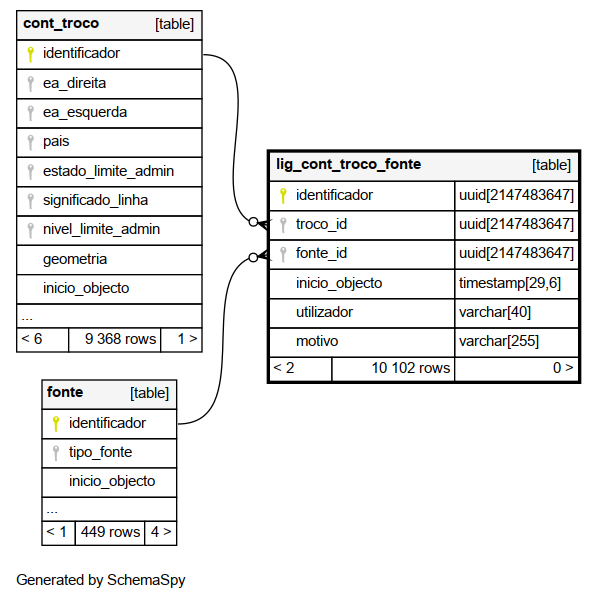 cont_troco [table]
identificador
ea_direita
ea_esquerda
pais
estado_limite_admin
significado_linha
nivel_limite_admin
geometria
inicio_objecto
...
< 6 9 368 rows 1 >
lig_cont_troco_fonte [table]
identificador uuid[2147483647]
troco_id uuid[2147483647]
fonte_id uuid[2147483647]
inicio_objecto timestamp[29,6]
utilizador varchar[40]
motivo varchar[255]
< 2 10 102 rows 0 >
fonte [table]
identificador
tipo_fonte
inicio_objecto
...
< 1 449 rows 4 >
Generated by SchemaSpy